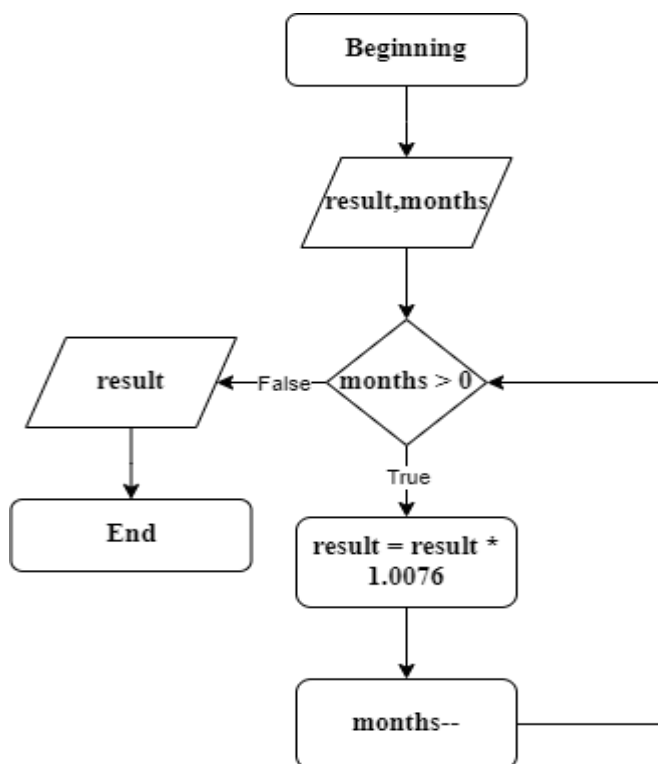 Beginning
result,months
months > 0
False
result
End
True
result = result *
1.0076
months--